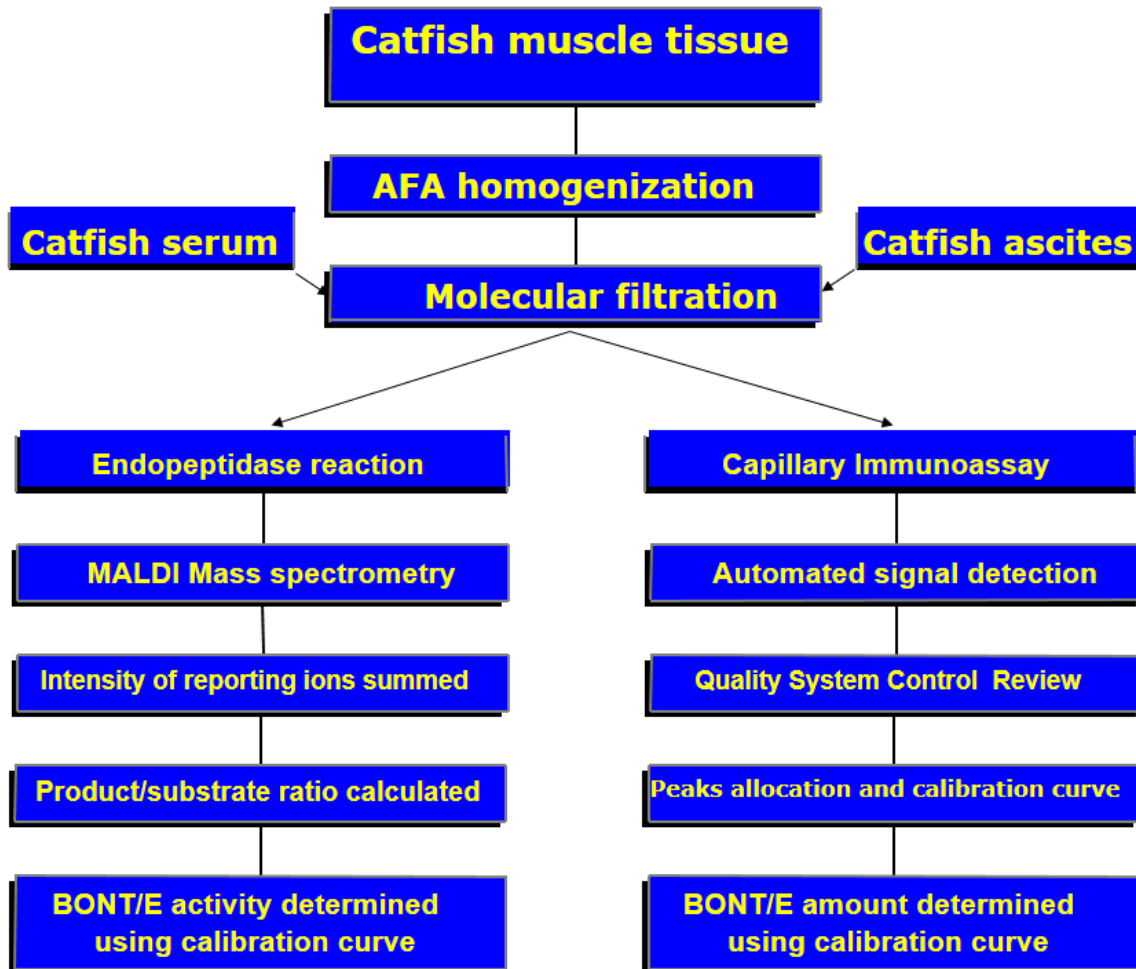 Catfish muscle tissue
AFA homogenization
Catfish serum
Catfish ascites
Molecular filtration
Endopeptidase reaction
MALDI Mass spectrometry
Intensity of reporting ions summed
Product/substrate ratio calculated
BONT/E activity determined
using calibration curve
Capillary Immunoassay
Automated signal detection
Quality System Control Review
Peaks allocation and calibration curve
BONT/E amount determined
using calibration curve